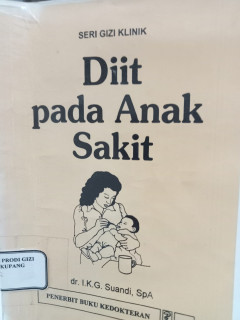 SERI GIZI KLINIK
Diit
pada Anak
Sakit
PRODI GIZI
KUPANG
dr. I.K.G. Suandi, SpA
PENERBIT BUKU KEDOKTERAN